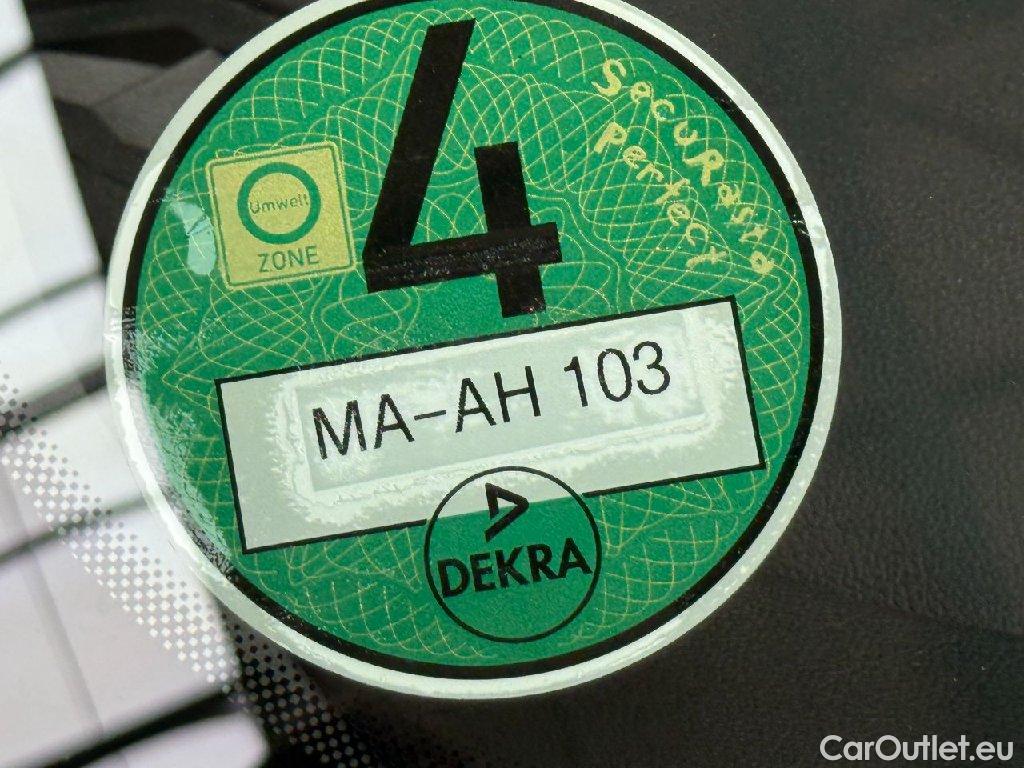 4
SecuRasta
Perfect
Umwelt
ZONE
MA-AH 103
DEKRA
CarOutlet.eu